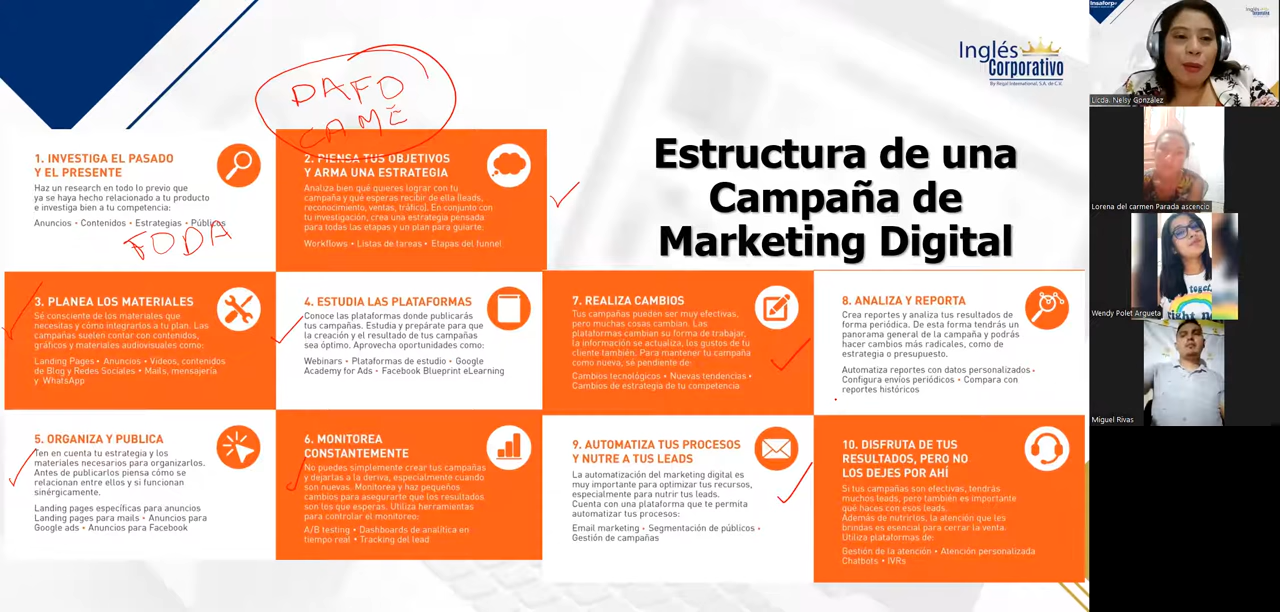 Inglés
Corporativo
By Regal International, S.A. de C.V.
DAFO
CAME
Estructura de una
Campaña de
Marketing Digital
1. INVESTIGA EL PASADO
Y EL PRESENTE
Haz un research en todo lo previo que
ya se haya hecho relacionado a tu producto
e investiga bien a tu competencia:
Anuncios • Contenidos • Estrategias • Públicos
FODA
2. PIENSA TUS OBJETIVOS
Y ARMA UNA ESTRATEGIA
Analiza bien qué quieres lograr con tu
campaña y qué esperas recibir de ella (leads,
reconocimiento, ventas, tráfico). En conjunto con
tu investigación, crea una estrategia pensada
para todas las etapas y un plan para guiarte:
Workflows • Listas de tareas • Etapas del funnel
3. PLANEA LOS MATERIALES
Sé consciente de los materiales que
necesitas y cómo integrarlos a tu plan. Las
campañas suelen contar con contenidos,
gráficos y materiales audiovisuales como:
Landing Pages • Anuncios • Videos, contenidos
de Blog y Redes Sociales • Mails, mensajería
y WhatsApp
4. ESTUDIA LAS PLATAFORMAS
Conoce las plataformas donde publicarás
tus campañas. Estudia y prepárate para que
la creación y el resultado de tus campañas
sea óptimo. Aprovecha oportunidades como:
Webinars • Plataformas de estudio • Google
Academy for Ads • Facebook Blueprint eLearning
7. REALIZA CAMBIOS
Tus campañas pueden ser muy efectivas,
pero muchas cosas cambian. Las
plataformas cambian su forma de trabajar,
la información se actualiza, los gustos de tu
cliente también. Para mantener tu campaña
como nueva, sé pendiente de:
Cambios tecnológicos • Nuevas tendencias •
Cambios de estrategia de tu competencia
8. ANALIZA Y REPORTA
Crea reportes y analiza tus resultados de
forma periódica. De esta forma tendrás un
panorama general de la campaña y podrás
hacer cambios más radicales, como de
estrategia o presupuesto.
Automatiza reportes con datos personalizados •
Configura envíos periódicos • Compara con
reportes históricos
5. ORGANIZA Y PUBLICA
Ten en cuenta tu estrategia y los
materiales necesarios para organizarlos.
Antes de publicarlos piensa cómo se
relacionan entre ellos y si funcionan
sinérgicamente.
Landing pages específicas para anuncios
Landing pages para mails • Anuncios para
Google ads • Anuncios para Facebook
6. MONITOREA
CONSTANTEMENTE
No puedes simplemente crear tus campañas
y dejarlas a la deriva, especialmente cuando
son nuevas. Monitorea y haz pequeños
cambios para asegurarte que los resultados
son los que esperas. Utiliza herramientas
para controlar el monitoreo:
A/B testing • Dashboards de analítica en
tiempo real • Tracking del lead
9. AUTOMATIZA TUS PROCESOS
Y NUTRE A TUS LEADS
La automatización del marketing digital es
muy importante para optimizar tus recursos,
especialmente para nutrir tus leads.
Cuenta con una plataforma que te permita
automatizar tus procesos:
Email marketing • Segmentación de públicos •
Gestión de campañas
10. DISFRUTA DE TUS
RESULTADOS, PERO NO
LOS DEJES POR AHÍ
Si tus campañas son efectivas, tendrás
muchos leads, pero también es importante
qué haces con esos leads.
Además de nutrirlos, la atención que les
brindas es esencial para cerrar la venta.
Utiliza plataformas de:
Gestión de la atención • Atención personalizada
Chatbots • IVRs
Insaforp
Licda. Nelsy González
Lorena del carmen Parada ascencio
Wendy Polet Argueta
Miguel Rivas